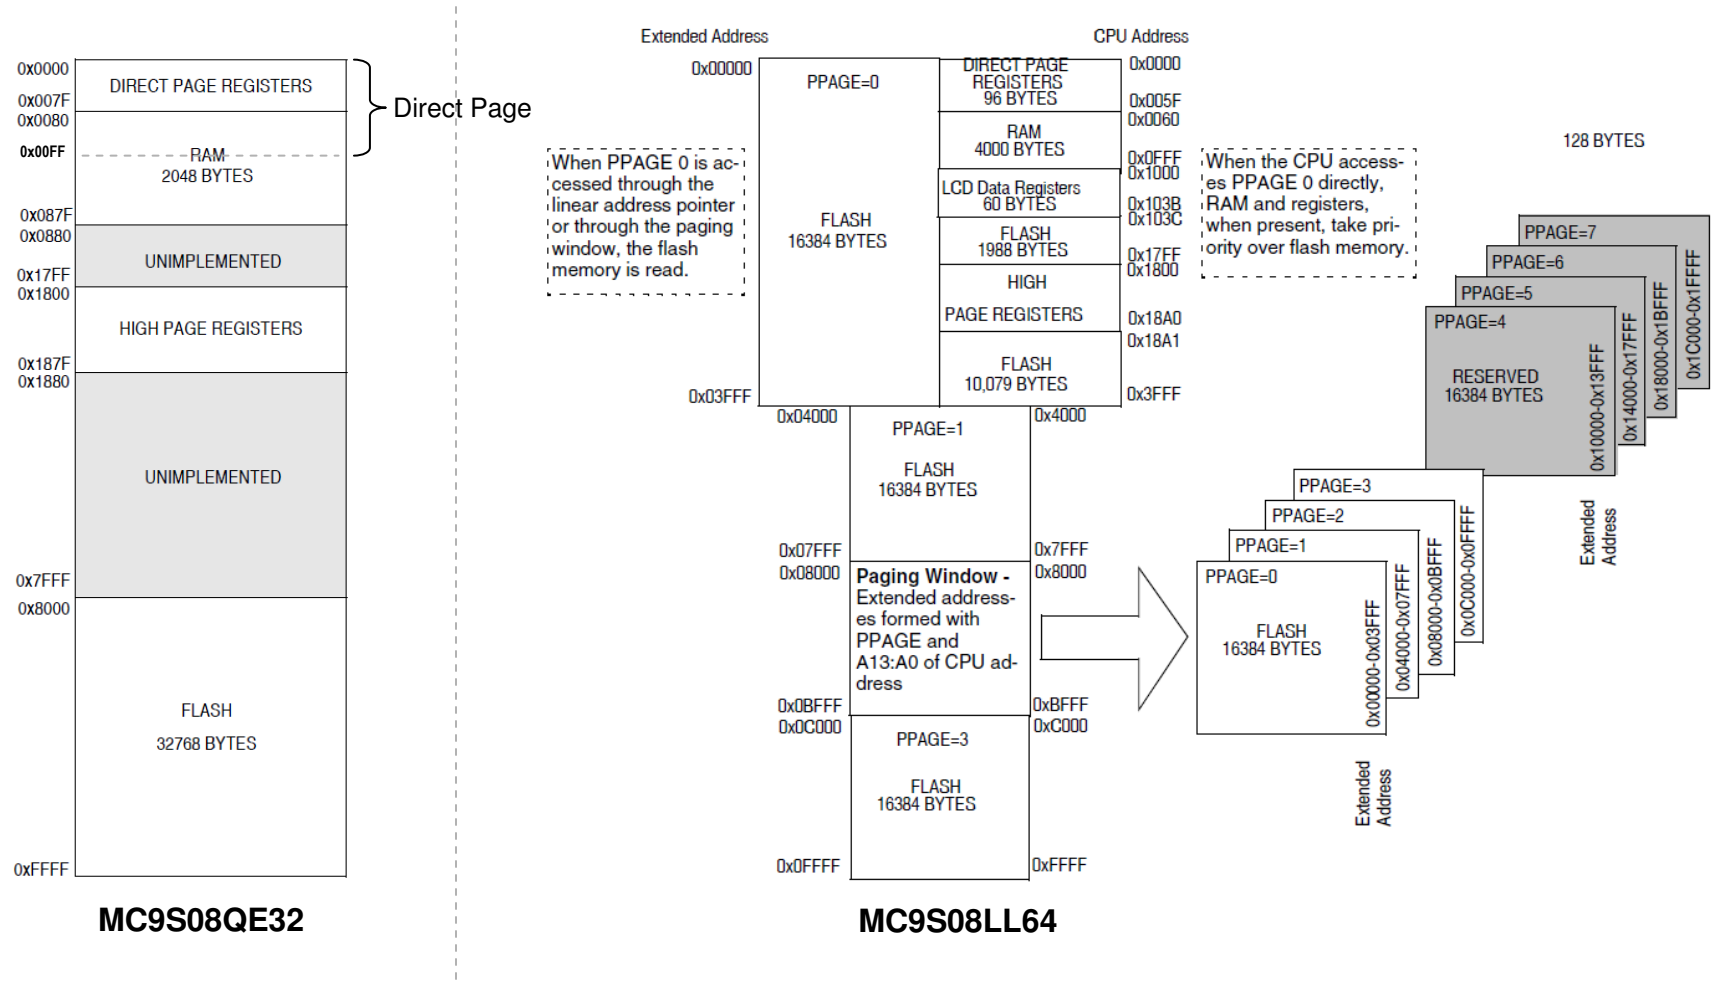 0x0000
DIRECT PAGE REGISTERS
0x007F
0x0080
0x00FF
RAM
2048 BYTES
0x087F
0x0880
UNIMPLEMENTED
0x17FF
0x1800
HIGH PAGE REGISTERS
0x187F
0x1880
UNIMPLEMENTED
0x7FFF
0x8000
FLASH
32768 BYTES
0xFFFF
Direct Page
MC9S08QE32
Extended Address
CPU Address
0x00000
PPAGE=0
FLASH
16384 BYTES
0x03FFF
DIRECT PAGE
REGISTERS
96 BYTES
0x0000
0x005F
0x0060
RAM
4000 BYTES
0x0FFF
0x1000
LCD Data Registers
60 BYTES
0x103B
0x103C
FLASH
1988 BYTES
0x17FF
0x1800
HIGH
PAGE REGISTERS
0x18A0
0x18A1
FLASH
10,079 BYTES
0x3FFF
When PPAGE 0 is ac-
cessed through the
linear address pointer
or through the paging
window, the flash
memory is read.
When the CPU access-
es PPAGE 0 directly,
RAM and registers,
when present, take pri-
ority over flash memory.
0x04000
0x4000
PPAGE=1
FLASH
16384 BYTES
0x07FFF
0x7FFF
0x08000
0x8000
Paging Window -
Extended address-
es formed with
PPAGE and
A13:A0 of CPU ad-
dress
0x0BFFF
0xBFFF
0x0C000
0xC000
PPAGE=3
FLASH
16384 BYTES
0x0FFFF
0xFFFF
MC9S08LL64
128 BYTES
PPAGE=7
0x1C000-0x1FFFF
PPAGE=6
0x18000-0x1BFFF
PPAGE=5
0x14000-0x17FFF
PPAGE=4
RESERVED
16384 BYTES
0x10000-0x13FFF
Extended
Address
PPAGE=3
0x0C000-0x0FFFF
PPAGE=2
0x08000-0x0BFFF
PPAGE=1
0x04000-0x07FFF
PPAGE=0
FLASH
16384 BYTES
0x00000-0x03FFF
Extended
Address